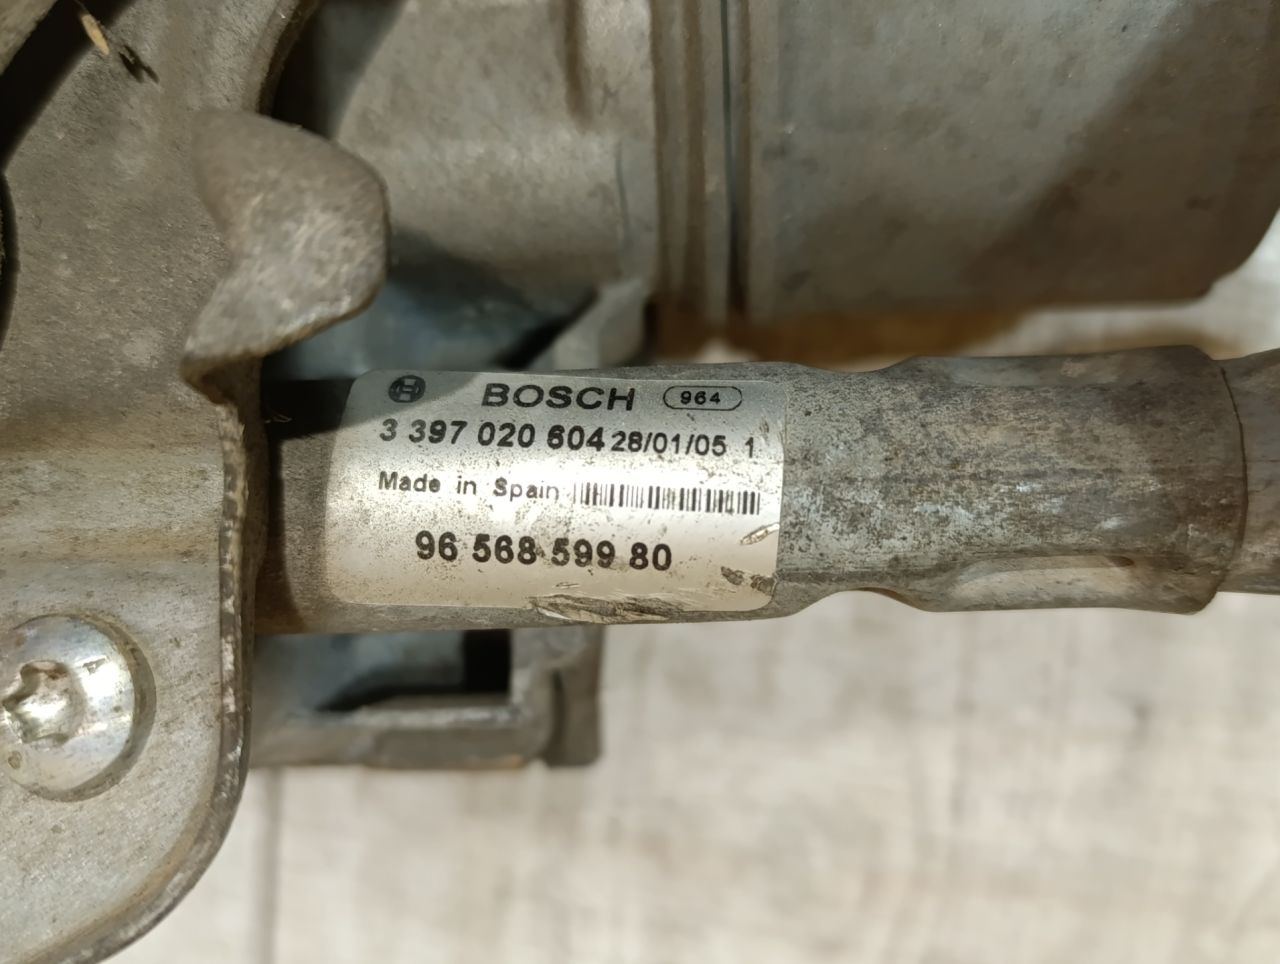 BOSCH 964
3 397 020 604 28/01/05 1
Made in Spain
96 568 599 80